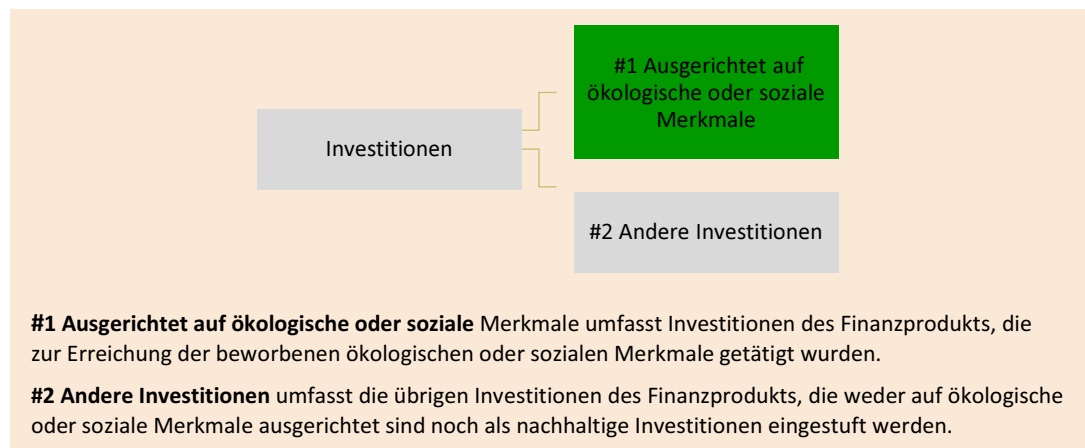 #1 Ausgerichtet auf
ökologische oder soziale
Merkmale
Investitionen
#2 Andere Investitionen
#1 Ausgerichtet auf ökologische oder soziale Merkmale umfasst Investitionen des Finanzprodukts, die
zur Erreichung der beworbenen ökologischen oder sozialen Merkmale getätigt wurden.
#2 Andere Investitionen umfasst die übrigen Investitionen des Finanzprodukts, die weder auf ökologische
oder soziale Merkmale ausgerichtet sind noch als nachhaltige Investitionen eingestuft werden.